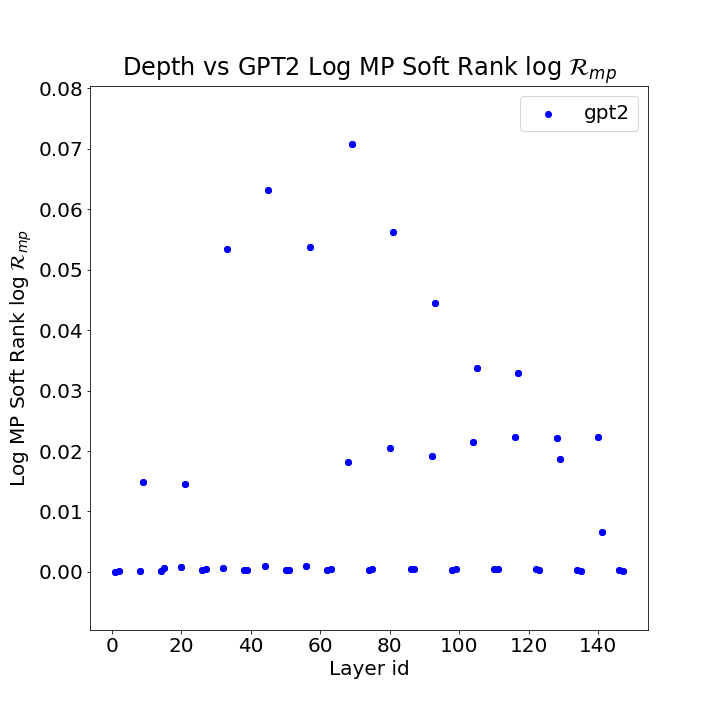 Depth vs GPT2 Log MP Soft Rank log ℛmp
gpt2
0.08
0.07
0.06
0.05
0.04
0.03
0.02
0.01
0.00
Log MP Soft Rank log ℛmp
0 20 40 60 80 100 120 140
Layer id